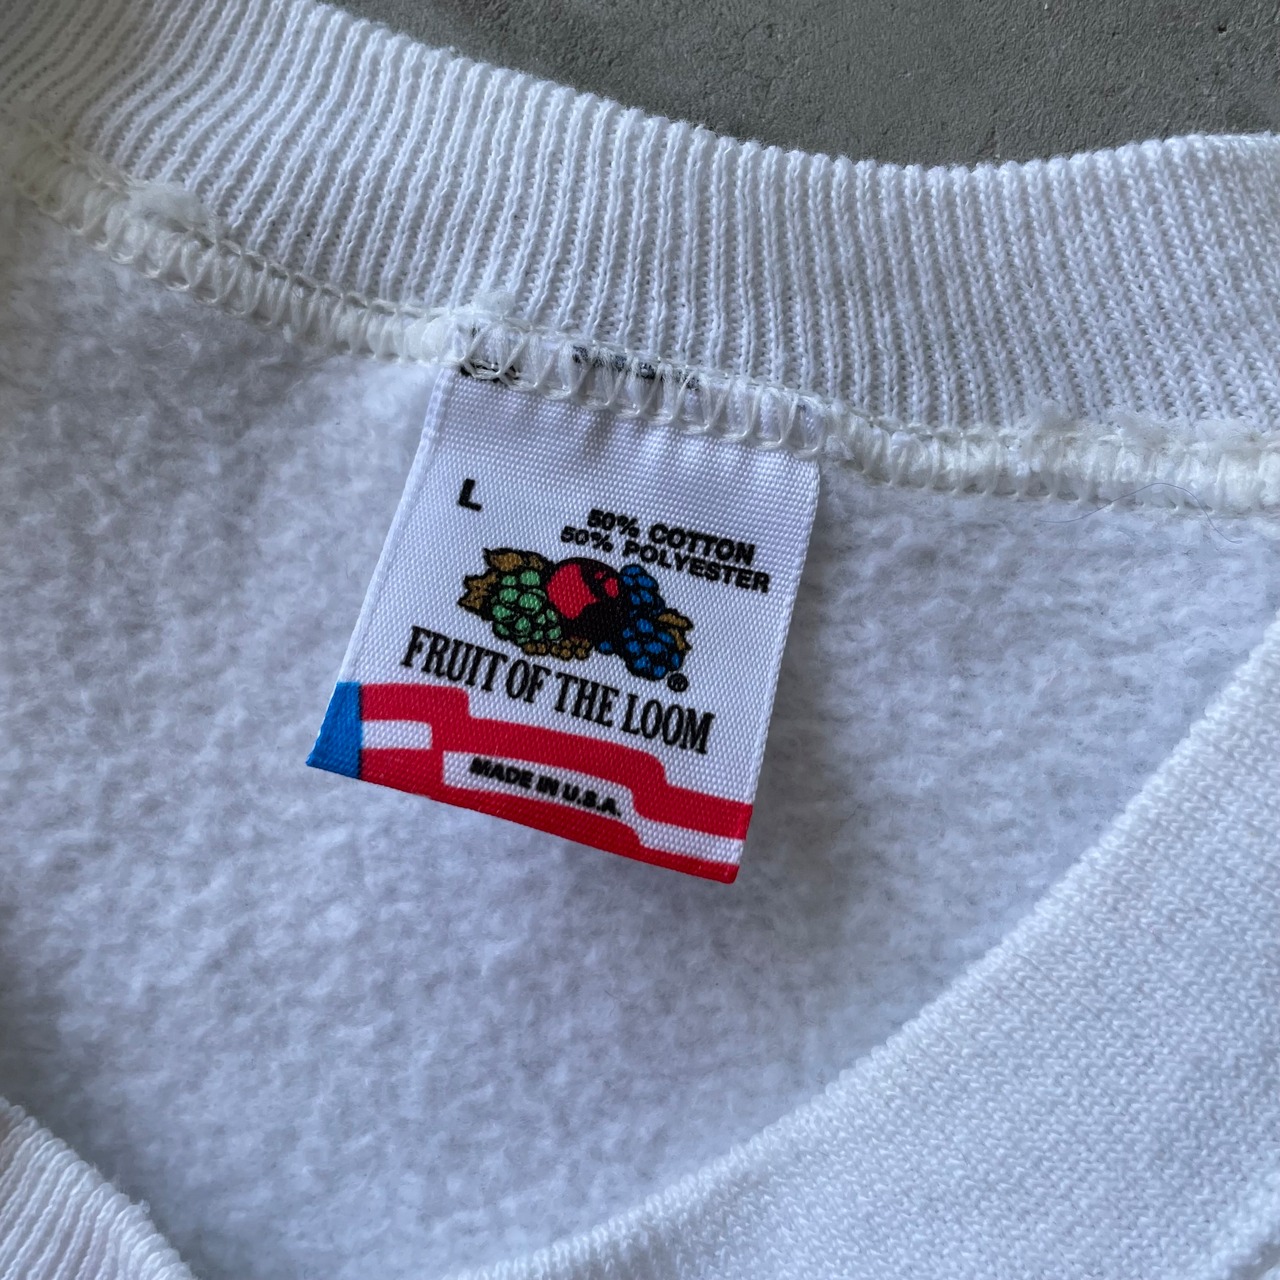 L
50% COTTON
50% POLYESTER
®
FRUIT OF THE LOOM
MADE IN U.S.A.